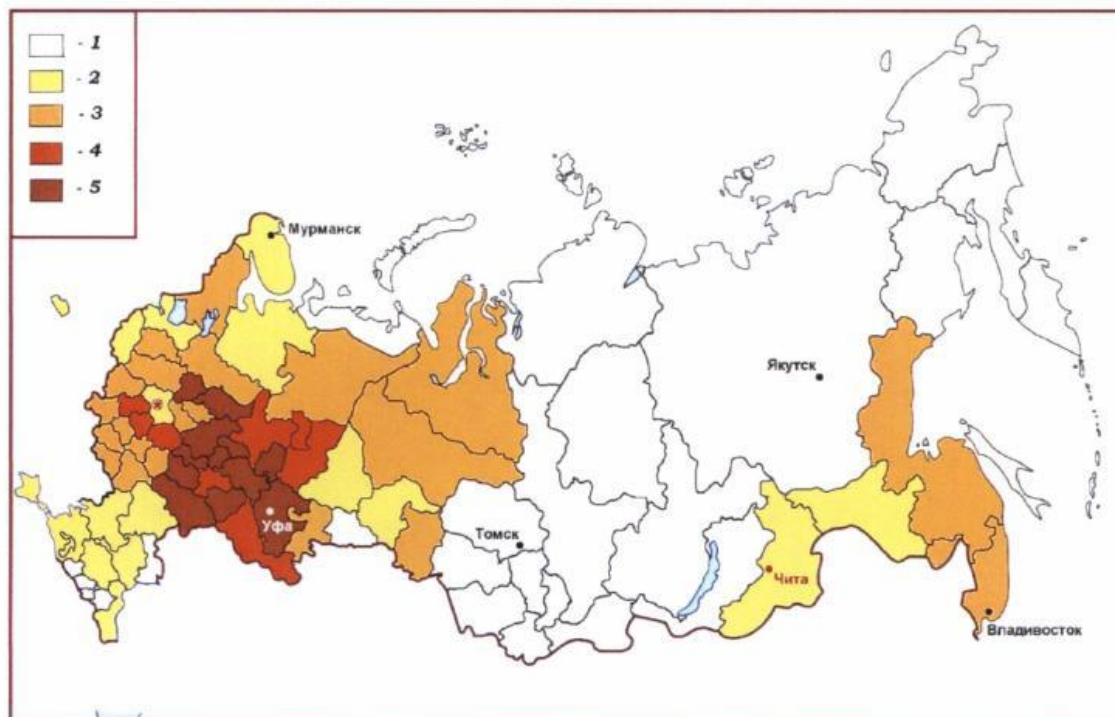 - 1
- 2
- 3
- 4
- 5
Мурманск
Якутск
Уфа
Томск
Чита
Владивосток